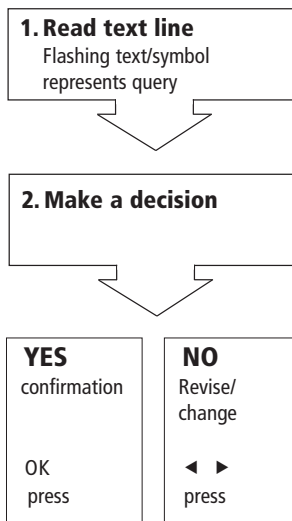 1. Read text line
Flashing text/symbol
represents query
2. Make a decision
YES
confirmation
OK
press
NO
Revise/
change
◄ ►
press